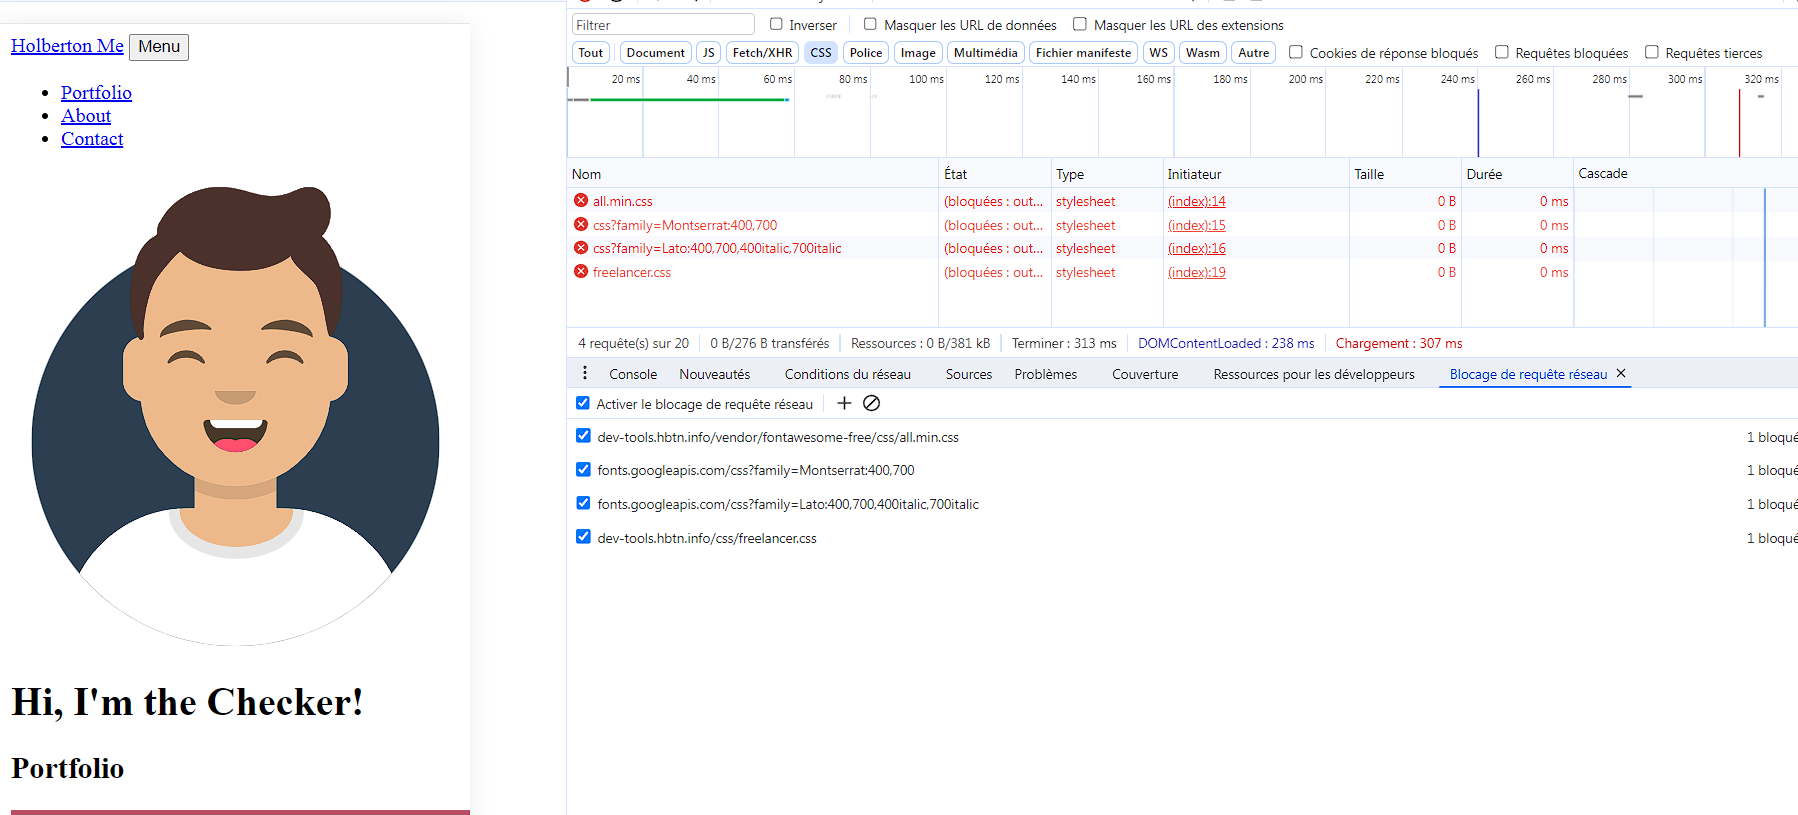 Holberton Me Menu
Portfolio
About
Contact
Hi, I'm the Checker!
Portfolio
Filtrer Inverser Masquer les URL de données Masquer les URL des extensions
Tout Document JS Fetch/XHR CSS Police Image Multimédia Fichier manifeste WS Wasm Autre Cookies de réponse bloqués Requêtes bloquées Requêtes tierces
20 ms 40 ms 60 ms 80 ms 100 ms 120 ms 140 ms 160 ms 180 ms 200 ms 220 ms 240 ms 260 ms 280 ms 300 ms 320 ms
Nom État Type Initiateur Taille Durée Cascade
all.min.css (bloquées : out... stylesheet (index):14 0 B 0 ms
css?family=Montserrat:400,700 (bloquées : out... stylesheet (index):15 0 B 0 ms
css?family=Lato:400,700,400italic,700italic (bloquées : out... stylesheet (index):16 0 B 0 ms
freelancer.css (bloquées : out... stylesheet (index):19 0 B 0 ms
4 requête(s) sur 20 0 B/276 B transférés Ressources : 0 B/381 kB Terminer : 313 ms DOMContentLoaded : 238 ms Chargement : 307 ms
Console Nouveautés Conditions du réseau Sources Problèmes Couverture Ressources pour les développeurs Blocage de requête réseau
Activer le blocage de requête réseau
dev-tools.hbtn.info/vendor/fontawesome-free/css/all.min.css 1 bloqué
fonts.googleapis.com/css?family=Montserrat:400,700 1 bloqué
fonts.googleapis.com/css?family=Lato:400,700,400italic,700italic 1 bloqué
dev-tools.hbtn.info/css/freelancer.css 1 bloqué